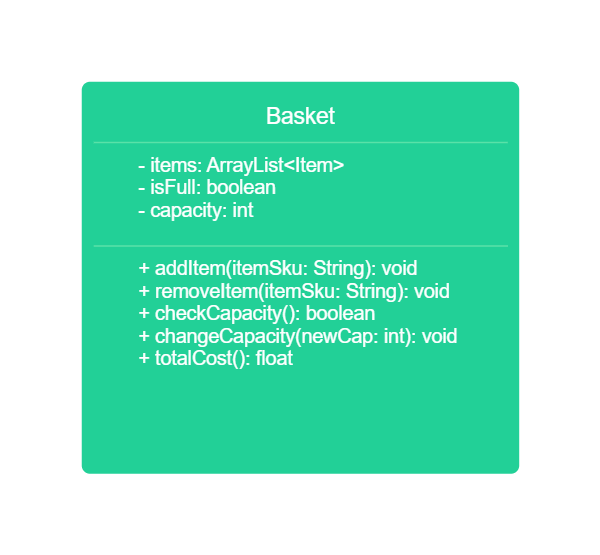 Basket
- items: ArrayList<Item>
- isFull: boolean
- capacity: int
+ addItem(itemSku: String): void
+ removeItem(itemSku: String): void
+ checkCapacity(): boolean
+ changeCapacity(newCap: int): void
+ totalCost(): float